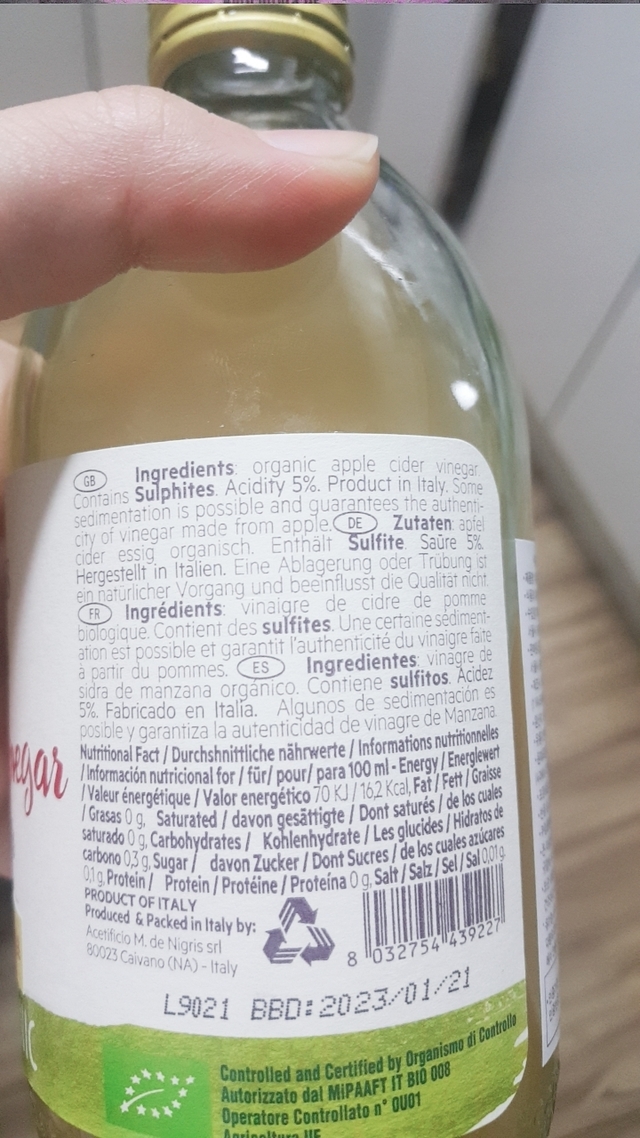 GB Ingredients: organic apple cider vinegar.
Contains Sulphites. Acidity 5%. Product in Italy. Some
sedimentation is possible and guarantees the authenti-
city of vinegar made from apple. DE Zutaten: apfel
cider essig organisch. Enthält Sulfite. Saüre 5%.
Hergestellt in Italien. Eine Ablagerung oder Trübung ist
ein natürlicher Vorgang und beeinflusst die Qualität nicht.
FR Ingrédients: vinaigre de cidre de pomme
biologique. Contient des sulfites. Une certaine sédiment-
ation est possible et garantit l'authenticité du vinaigre faite
à partir du pommes. ES Ingredientes: vinagre de
sidra de manzana orgánico. Contiene sulfitos. Acidez
5%. Fabricado en Italia. Algunos de sedimentación es
posible y garantiza la autenticidad de vinagre de Manzana.
Nutritional Fact / Durchshnittliche nährwerte / Informations nutritionnelles
/ Información nutricional for / für/ pour/ para 100 ml - Energy / Energlewert
/ Valeur énergétique / Valor energético 70 KJ / 16,2 Kcal, Fat / Fett / Graisse
/ Grasas 0 g, Saturated / davon gesättigte / Dont saturés / de los cuales
saturado 0 g, Carbohydrates / Kohlenhydrate / Les glucides / Hidratos de
carbono 0,3 g, Sugar / davon Zucker / Dont Sucres / de los cuales azúcares
0,1 g, Protein / Protein / Protéine / Proteína 0 g, Salt / Salz / Sel / Sal 0,01g
PRODUCT OF ITALY
Produced & Packed in Italy by:
Acetificio M. de Nigris srl
80023 Caivano (NA) - Italy
8 032754 439227
L9021 BBD:2023/01/21
egar
IC
Controlled and Certified by Organismo di Controllo
Autorizzato dal MiPAAFT IT BIO 008
Operatore Controllato n° 0U01
Agricoltura UE